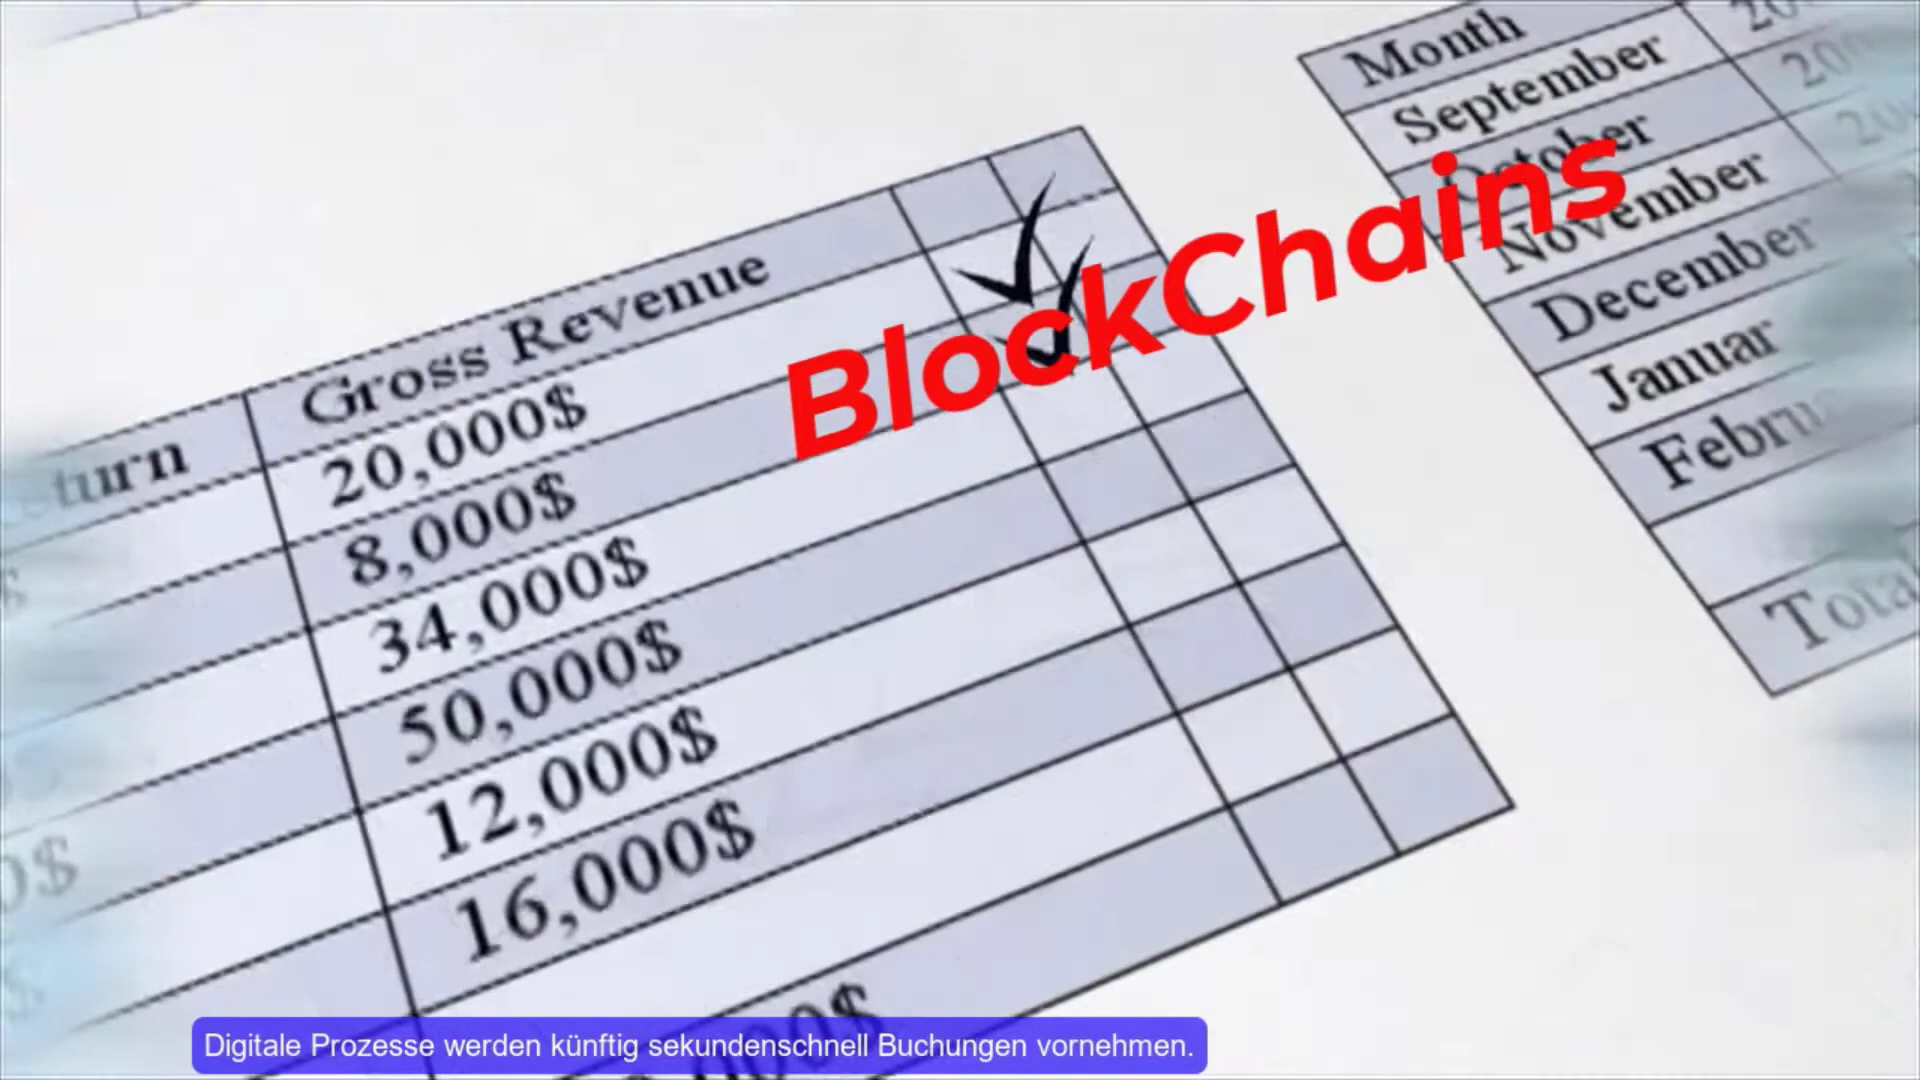 Month
September
October
November
December
Januar
BlockChains
Gross Revenue
20,000$
8,000$
34,000$
50,000$
12,000$
16,000$
Digitale Prozesse werden künftig sekundenschnell Buchungen vornehmen.